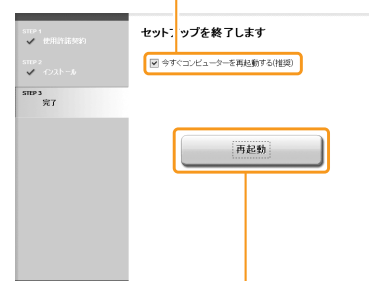 STEP 1
使用許諾契約
STEP 2
インストール
STEP 3
完了
セットアップを終了します
今すぐコンピューターを再起動する(推奨)
再起動